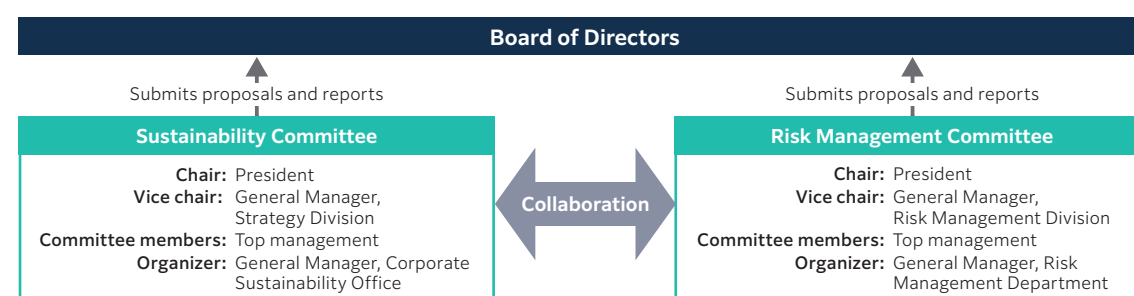 Board of Directors
Submits proposals and reports
Submits proposals and reports
Sustainability Committee
Chair: President
Vice chair: General Manager,
Strategy Division
Committee members: Top management
Organizer: General Manager, Corporate
Sustainability Office
Collaboration
Risk Management Committee
Chair: President
Vice chair: General Manager,
Risk Management Division
Committee members: Top management
Organizer: General Manager, Risk
Management Department